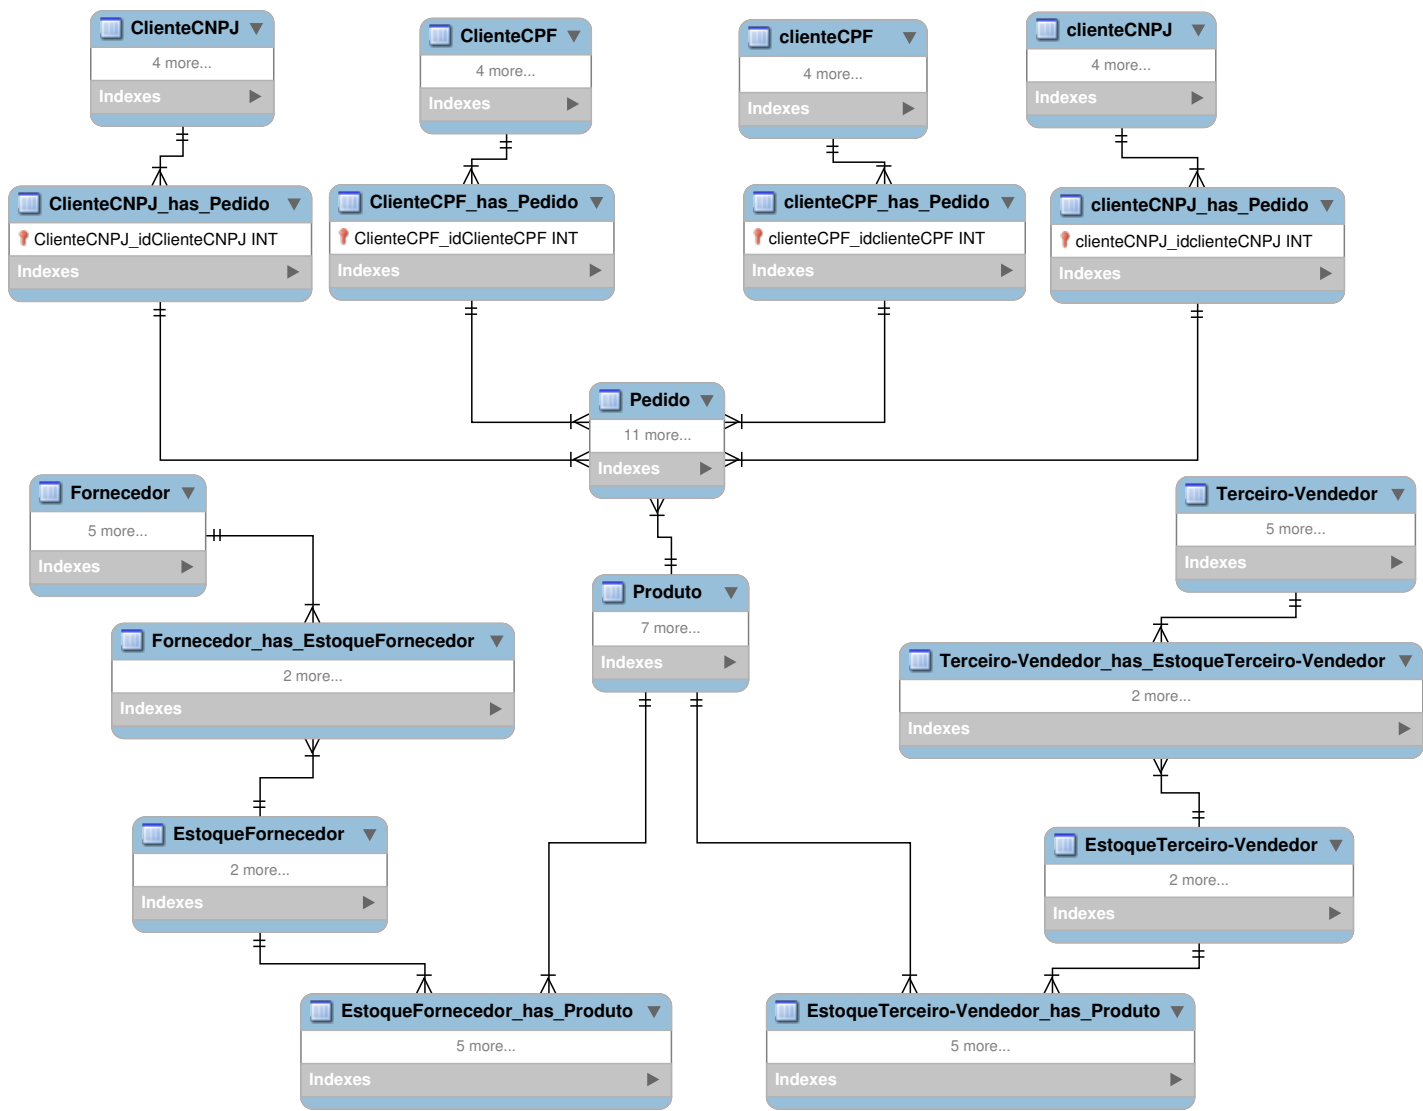 ClienteCNPJ
4 more...
Indexes
ClienteCPF
4 more...
Indexes
clienteCPF
4 more...
Indexes
clienteCNPJ
4 more...
Indexes
ClienteCNPJ_has_Pedido
ClienteCNPJ_idClienteCNPJ INT
Indexes
ClienteCPF_has_Pedido
ClienteCPF_idClienteCPF INT
Indexes
clienteCPF_has_Pedido
clienteCPF_idclienteCPF INT
Indexes
clienteCNPJ_has_Pedido
clienteCNPJ_idclienteCNPJ INT
Indexes
Pedido
11 more...
Indexes
Fornecedor
5 more...
Indexes
Terceiro-Vendedor
5 more...
Indexes
Produto
7 more...
Indexes
Fornecedor_has_EstoqueFornecedor
2 more...
Indexes
Terceiro-Vendedor_has_EstoqueTerceiro-Vendedor
2 more...
Indexes
EstoqueFornecedor
2 more...
Indexes
EstoqueTerceiro-Vendedor
2 more...
Indexes
EstoqueFornecedor_has_Produto
5 more...
Indexes
EstoqueTerceiro-Vendedor_has_Produto
5 more...
Indexes